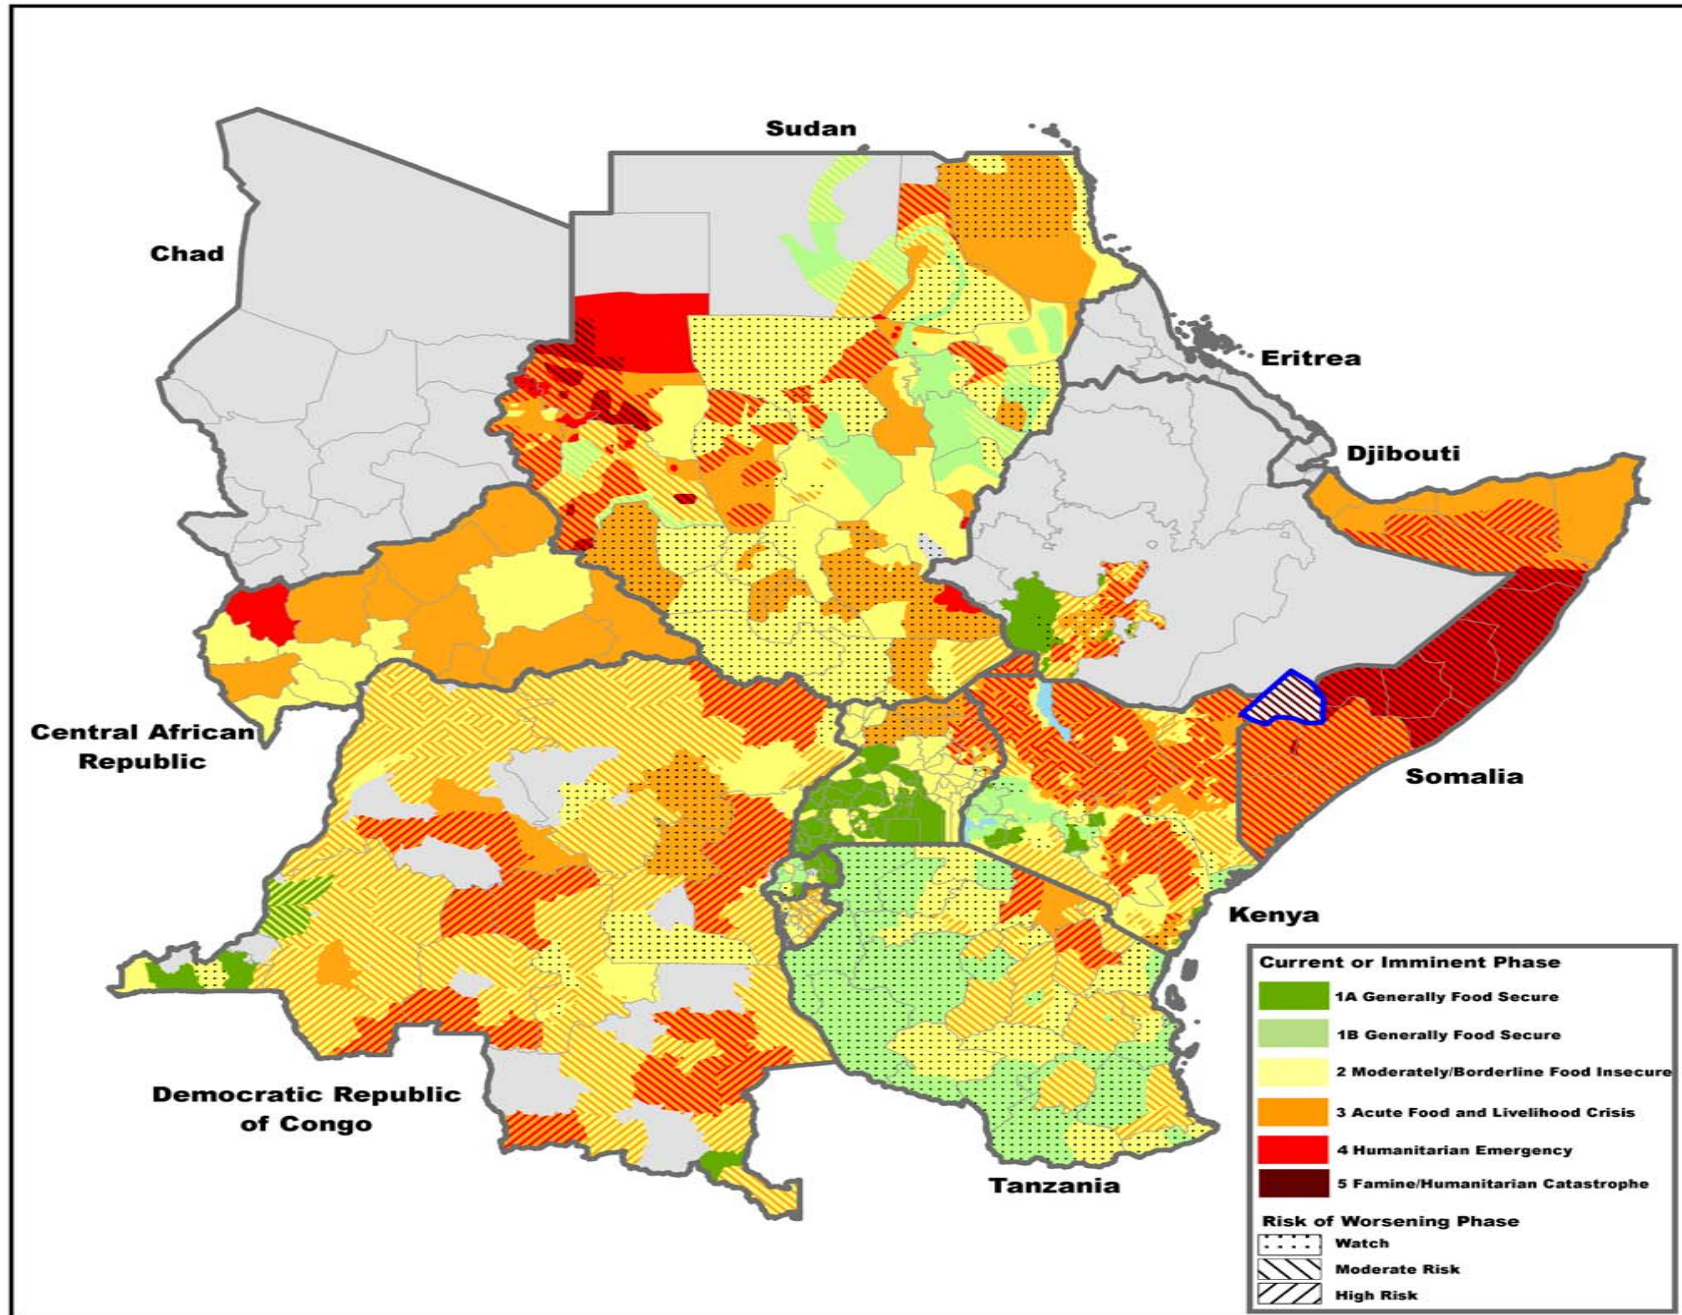 Sudan
Chad
Eritrea
Djibouti
Central African
Republic
Somalia
Kenya
Democratic Republic
of Congo
Tanzania
Current or Imminent Phase
1A Generally Food Secure
1B Generally Food Secure
2 Moderately/Borderline Food Insecure
3 Acute Food and Livelihood Crisis
4 Humanitarian Emergency
5 Famine/Humanitarian Catastrophe
Risk of Worsening Phase
Watch
Moderate Risk
High Risk